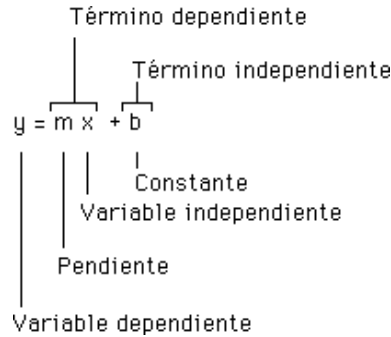 Término dependiente
Término independiente
y = m x + b
Constante
Variable independiente
Pendiente
Variable dependiente